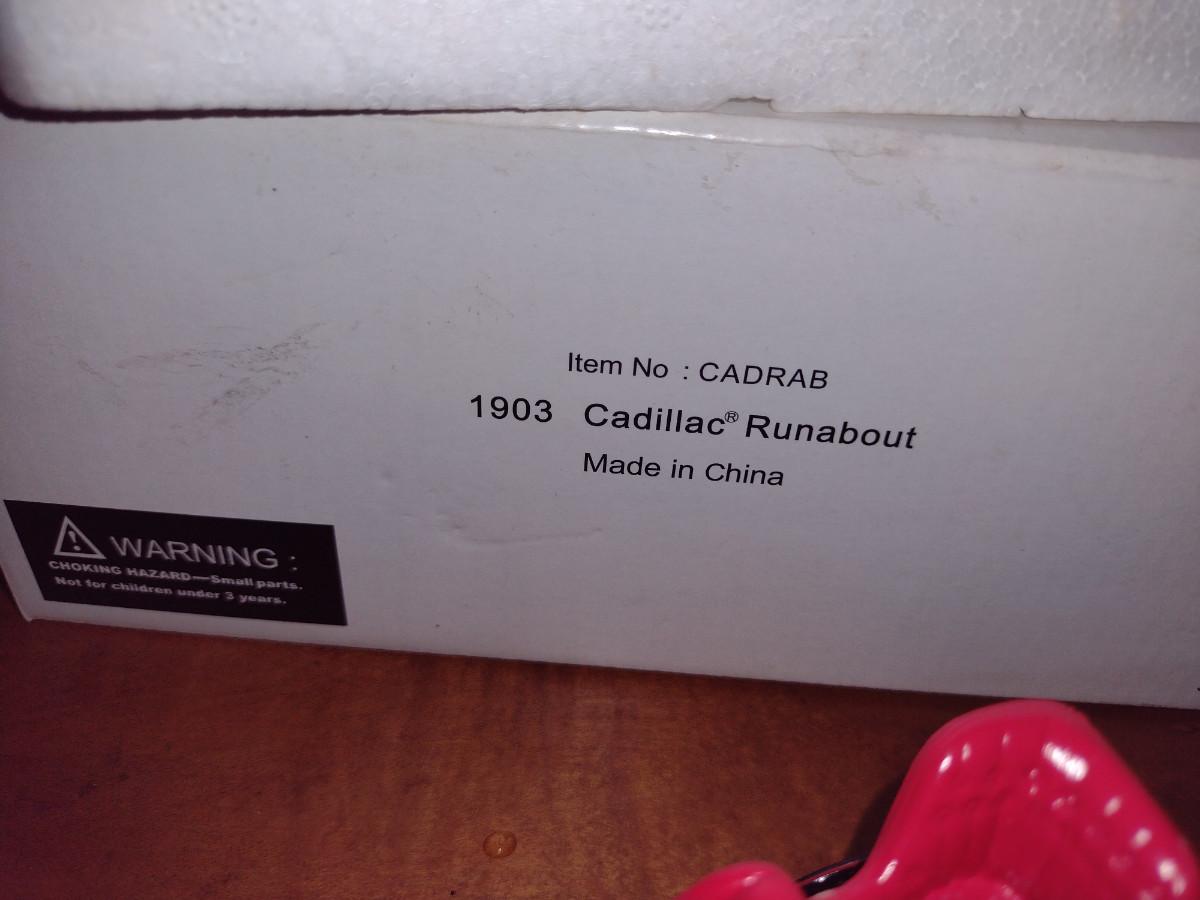 Item No : CADRAB
1903 Cadillac® Runabout
Made in China
WARNING :
CHOKING HAZARD—Small parts.
Not for children under 3 years.